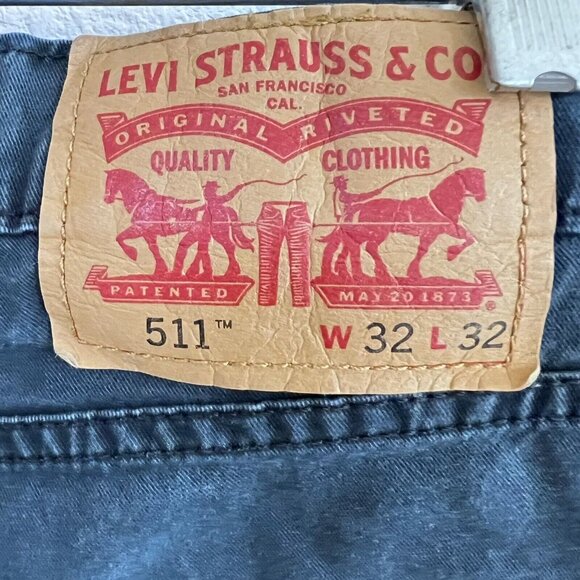 LEVI STRAUSS & CO
SAN FRANCISCO
CAL.
ORIGINAL RIVETED
QUALITY CLOTHING
PATENTED MAY 20 1873 ®
511™ W 32 L 32